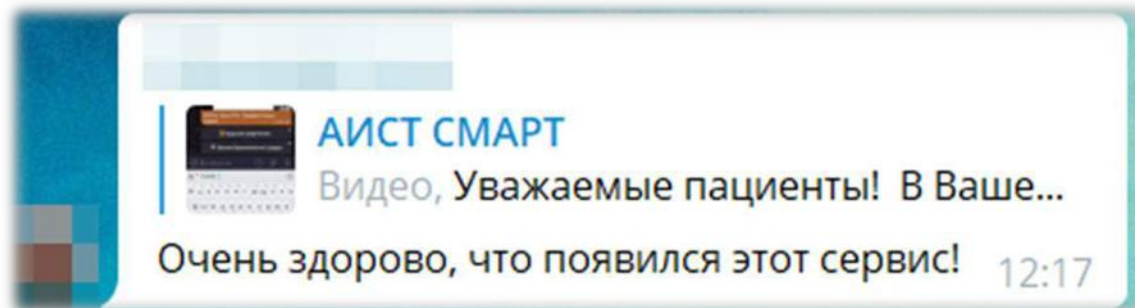 АИСТ СМАРТ
Видео, Уважаемые пациенты! В Ваше...
Очень здорово, что появился этот сервис!
12:17